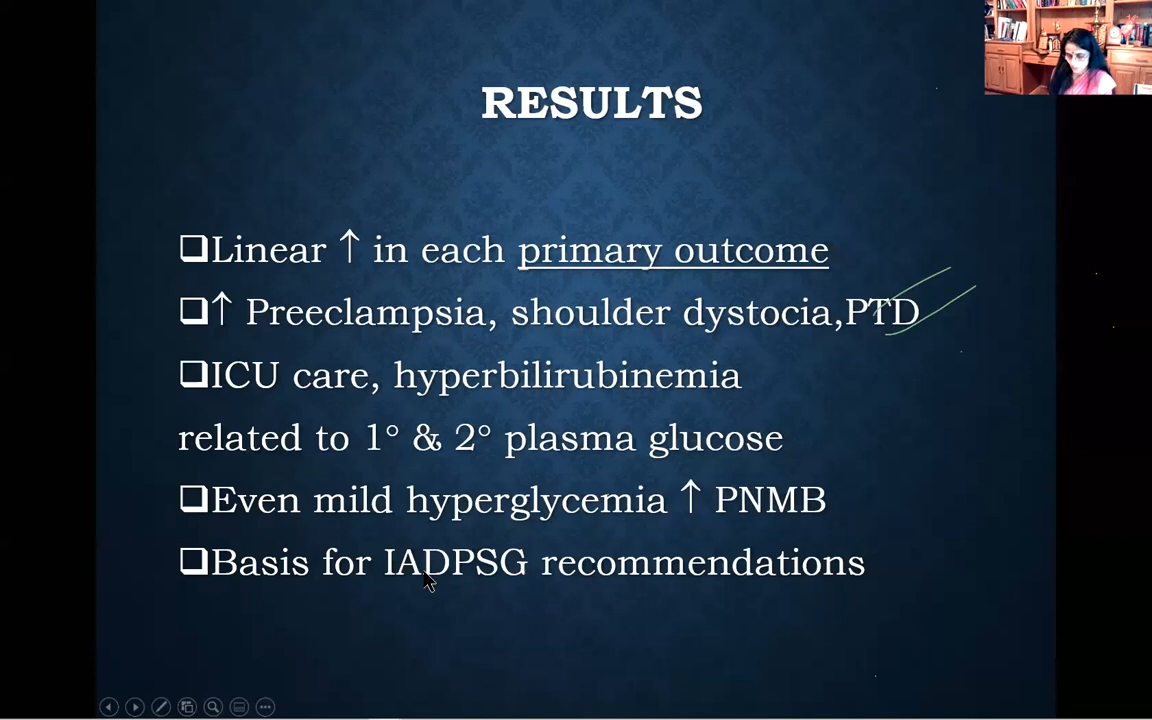 RESULTS
❑Linear ↑ in each primary outcome
❑↑ Preeclampsia, shoulder dystocia,PTD
❑ICU care, hyperbilirubinemia
related to 1° & 2° plasma glucose
❑Even mild hyperglycemia ↑ PNMB
❑Basis for IADPSG recommendations